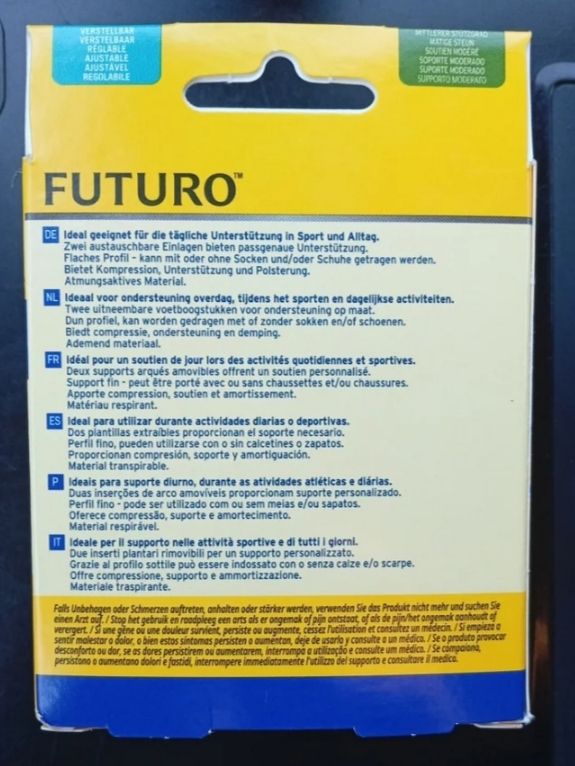 VERSTELLBAR
VERSTELBAAR
RÉGLABLE
AJUSTABLE
AJUSTÁVEL
REGOLABILE
MITTLERER STÜTZGRAD
MATIGE STEUN
SOUTIEN MODÉRÉ
SOPORTE MODERADO
SUPORTE MODERADO
SUPPORTO MODERATO
FUTURO™
DE Ideal geeignet für die tägliche Unterstützung in Sport und Alltag.
Zwei austauschbare Einlagen bieten passgenaue Unterstützung.
Flaches Profil – kann mit oder ohne Socken und/oder Schuhe getragen werden.
Bietet Kompression, Unterstützung und Polsterung.
Atmungsaktives Material.
NL Ideaal voor ondersteuning overdag, tijdens het sporten en dagelijkse activiteiten.
Twee uitneembare voetboogstukken voor ondersteuning op maat.
Dun profiel, kan worden gedragen met of zonder sokken en/of schoenen.
Biedt compressie, ondersteuning en demping.
Ademend materiaal.
FR Idéal pour un soutien de jour lors des activités quotidiennes et sportives.
Deux supports arqués amovibles offrent un soutien personnalisé.
Support fin - peut être porté avec ou sans chaussettes et/ou chaussures.
Apporte compression, soutien et amortissement.
Matériau respirant.
ES Ideal para utilizar durante actividades diarias o deportivas.
Dos plantillas extraíbles proporcionan el soporte necesario.
Perfil fino, pueden utilizarse con o sin calcetines o zapatos.
Proporcionan compresión, soporte y amortiguación.
Material transpirable.
P Ideais para suporte diurno, durante as atividades atléticas e diárias.
Duas inserções de arco amovíveis proporcionam suporte personalizado.
Perfil fino - pode ser utilizado com ou sem meias e/ou sapatos.
Oferece compressão, suporte e amortecimento.
Material respirável.
IT Ideale per il supporto nelle attività sportive e di tutti i giorni.
Due inserti plantari rimovibili per un supporto personalizzato.
Grazie al profilo sottile può essere indossato con o senza calze e/o scarpe.
Offre compressione, supporto e ammortizzazione.
Materiale traspirante.
Falls Unbehagen oder Schmerzen auftreten, anhalten oder stärker werden, verwenden Sie das Produkt nicht mehr und suchen Sie
einen Arzt auf. / Stop het gebruik en raadpleeg een arts als er ongemak of pijn ontstaat, of als de pijn/het ongemak aanhoudt of
verergert. / Si une gêne ou une douleur survient, persiste ou augmente, cessez l'utilisation et consultez un médecin. / Si empieza a
sentir malestar o dolor, o bien estos síntomas persisten o aumentan, deje de usarlo y consulte a un médico. / Se o produto provocar
desconforto ou dor, se as dores persistirem ou aumentarem, interrompa a utilização e consulte um médico. / Se compaiono,
persistono o aumentano dolori e fastidi, interrompere immediatamente l'utilizzo del supporto e consultare il medico.